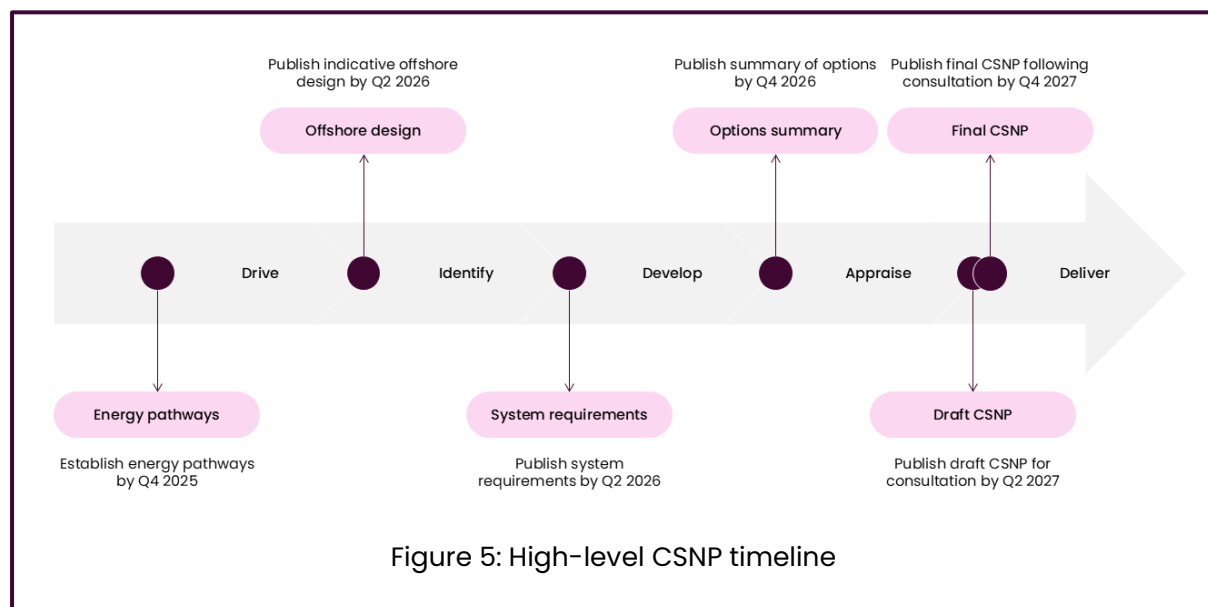 Publish indicative offshore
design by Q2 2026
Publish summary of options
by Q4 2026
Publish final CSNP following
consultation by Q4 2027
Offshore design
Options summary
Final CSNP
Drive
Identify
Develop
Appraise
Deliver
Energy pathways
System requirements
Draft CSNP
Establish energy pathways
by Q4 2025
Publish system
requirements by Q2 2026
Publish draft CSNP for
consultation by Q2 2027
Figure 5: High-level CSNP timeline